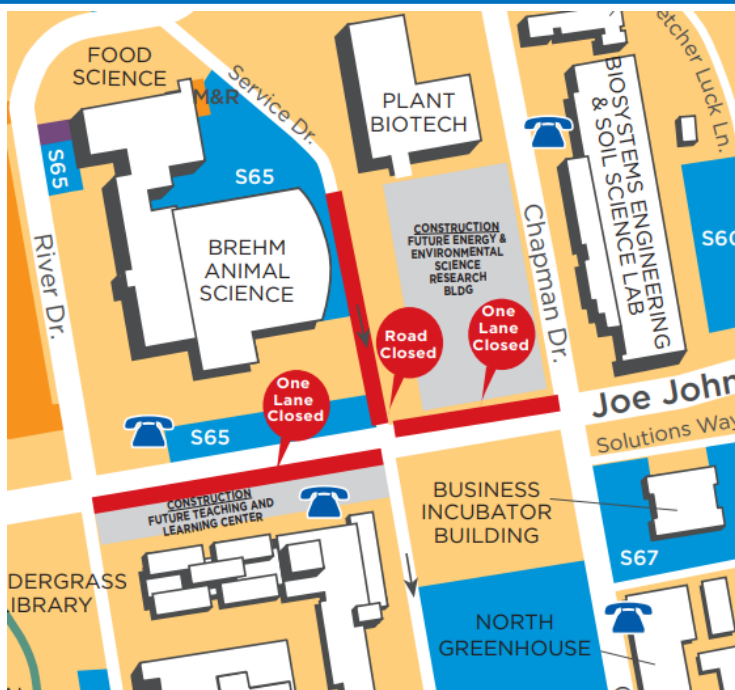 FOOD
SCIENCE
Service Dr.
M&R
PLANT
BIOTECH
BIOSYSTEMS ENGINEERING
& SOIL SCIENCE LAB
etcher Luck Ln.
S65
S65
S60
River Dr.
BREHM
ANIMAL
SCIENCE
CONSTRUCTION
FUTURE ENERGY &
ENVIRONMENTAL
SCIENCE
RESEARCH
BLDG
Chapman Dr.
Road
Closed
One
Lane
Closed
One
Lane
Closed
S65
Joe John
Solutions Way
CONSTRUCTION
FUTURE TEACHING AND
LEARNING CENTER
BUSINESS
INCUBATOR
BUILDING
S67
DERGRASS
LIBRARY
NORTH
GREENHOUSE